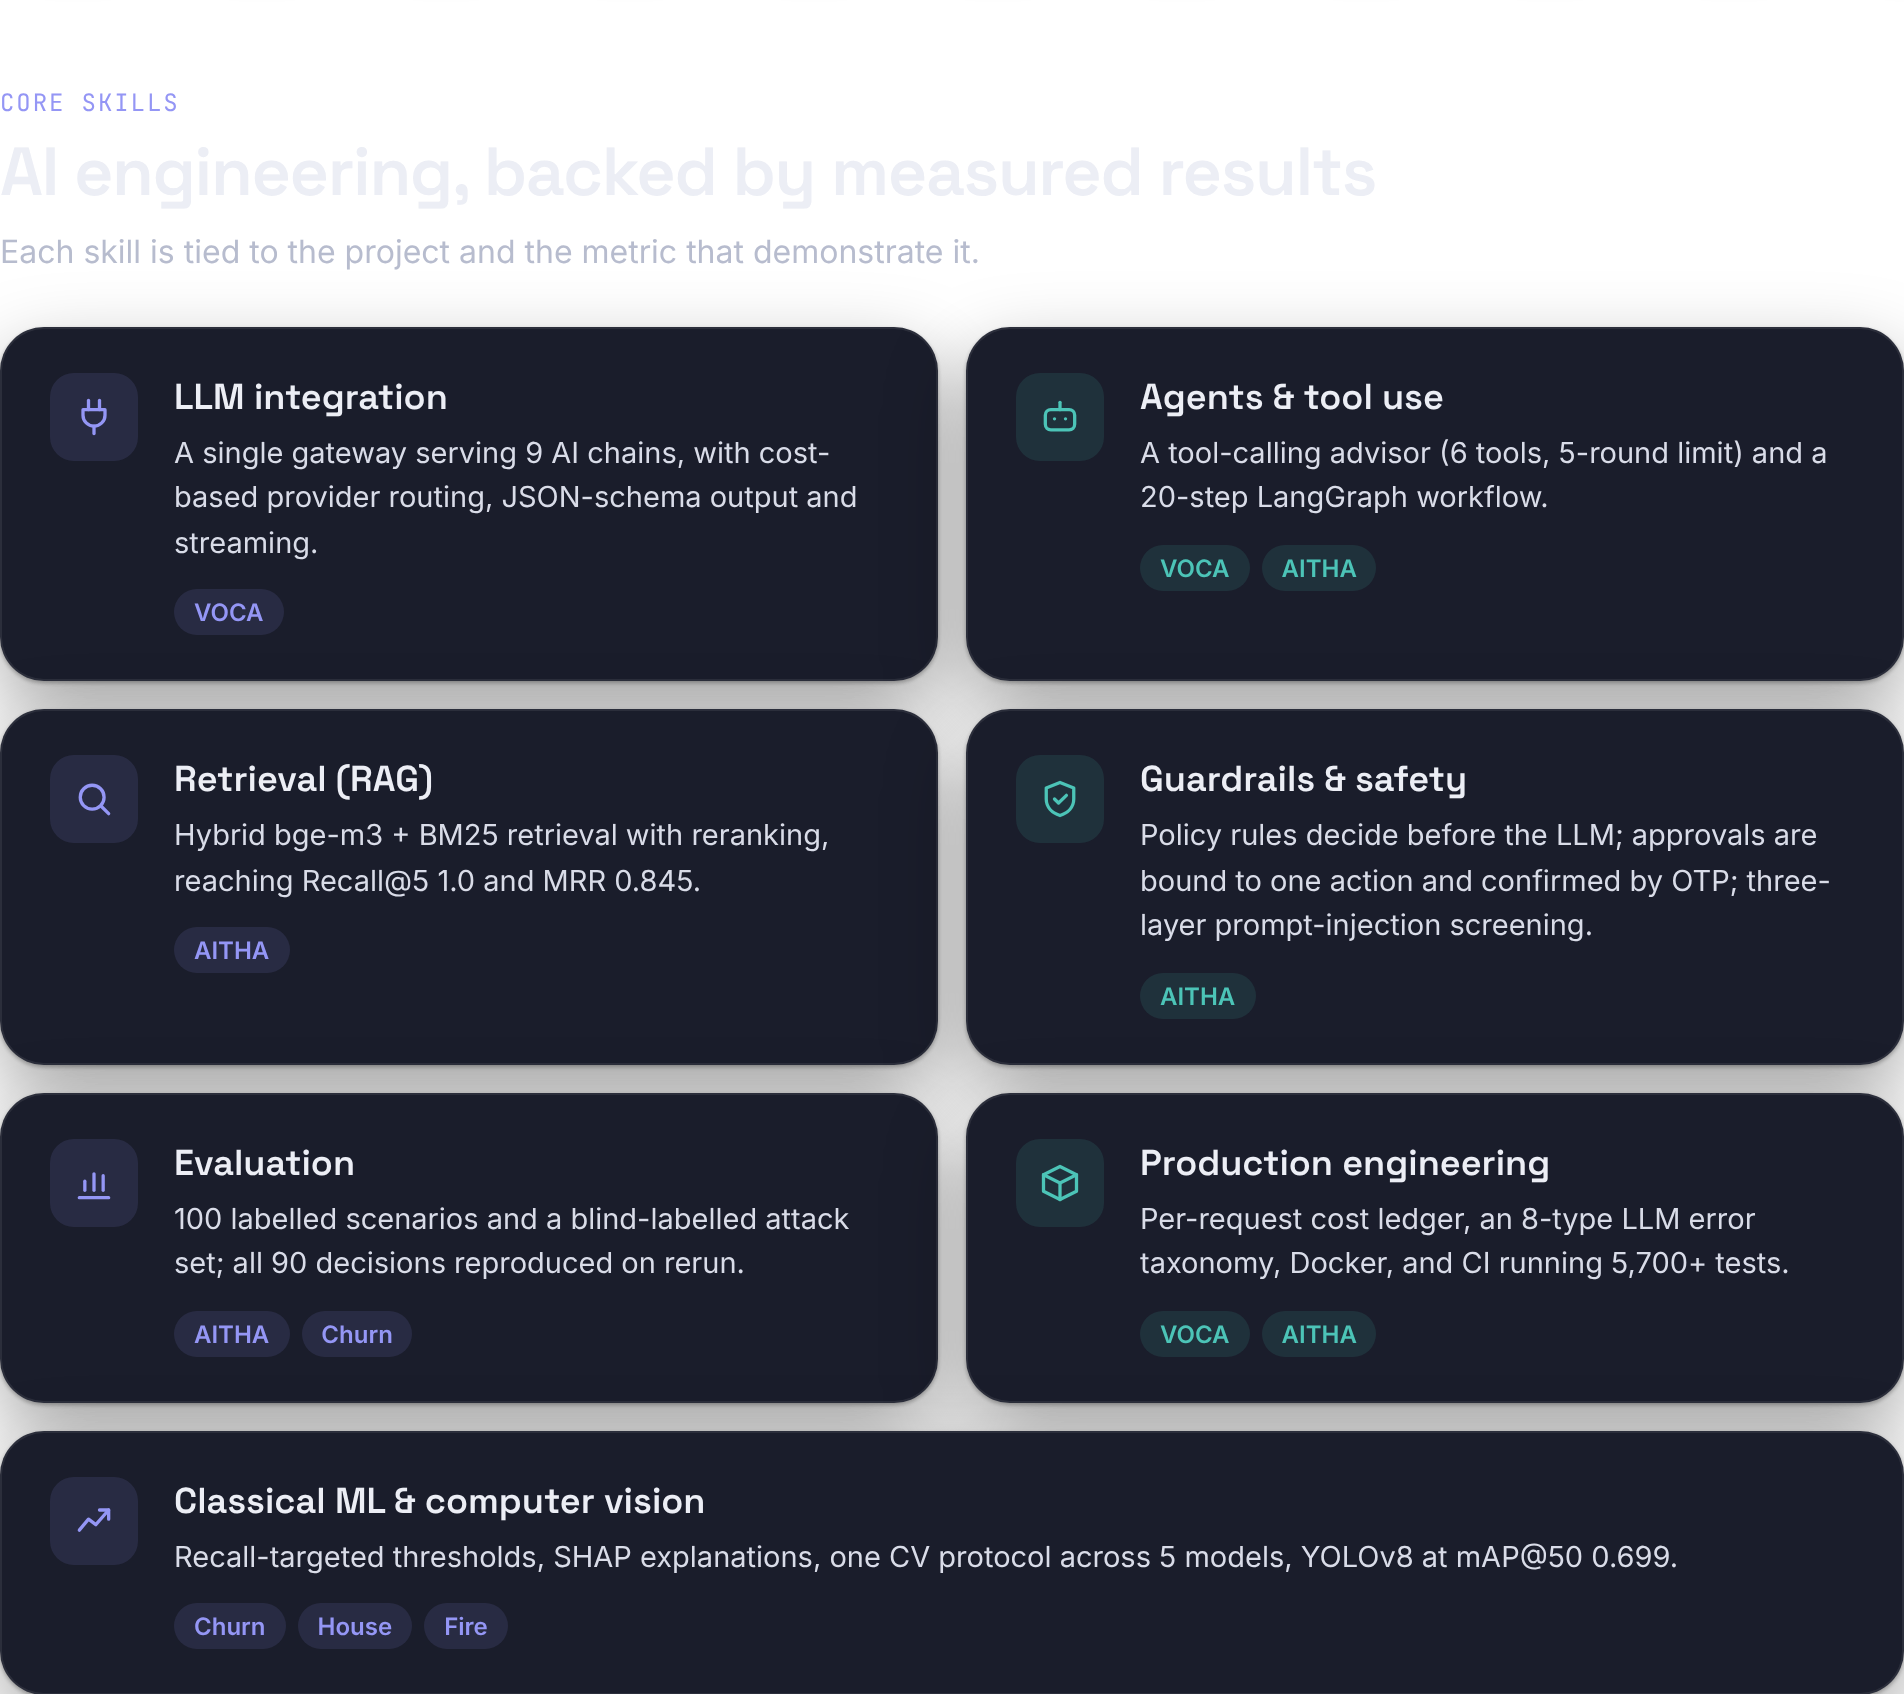 CORE SKILLS
AI engineering, backed by measured results
Each skill is tied to the project and the metric that demonstrate it.
LLM integration
A single gateway serving 9 AI chains, with cost-
based provider routing, JSON-schema output and
streaming.
VOCA
Agents & tool use
A tool-calling advisor (6 tools, 5-round limit) and a
20-step LangGraph workflow.
VOCA AITHA
Retrieval (RAG)
Hybrid bge-m3 + BM25 retrieval with reranking,
reaching Recall@5 1.0 and MRR 0.845.
AITHA
Guardrails & safety
Policy rules decide before the LLM; approvals are
bound to one action and confirmed by OTP; three-
layer prompt-injection screening.
AITHA
Evaluation
100 labelled scenarios and a blind-labelled attack
set; all 90 decisions reproduced on rerun.
AITHA Churn
Production engineering
Per-request cost ledger, an 8-type LLM error
taxonomy, Docker, and CI running 5,700+ tests.
VOCA AITHA
Classical ML & computer vision
Recall-targeted thresholds, SHAP explanations, one CV protocol across 5 models, YOLOv8 at mAP@50 0.699.
Churn House Fire